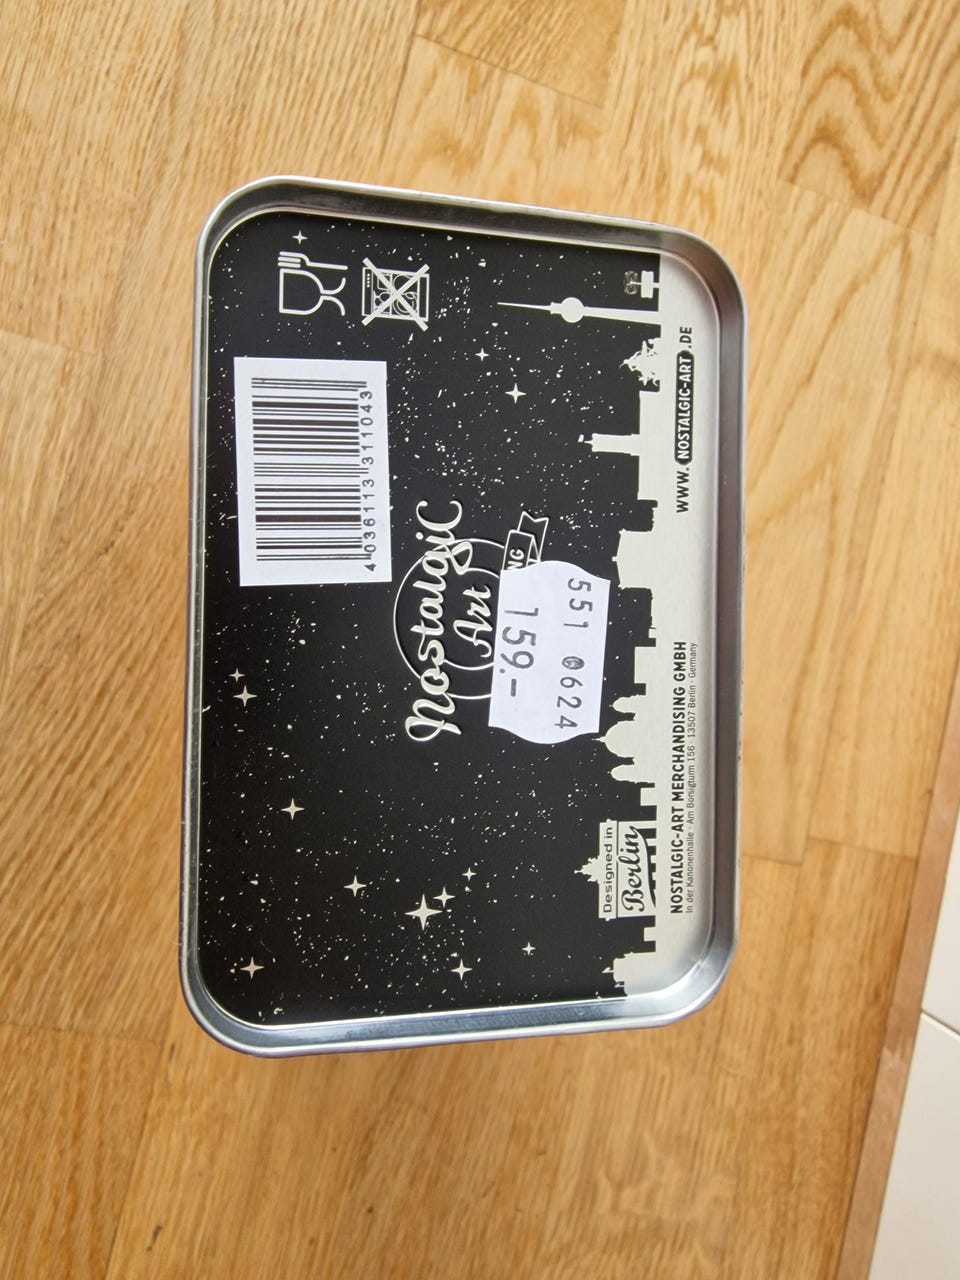 4 036113 311043
Nostalgic
Art
NG
551 0624
159.-
Designed in
Berlin
WWW. NOSTALGIC-ART .DE
NOSTALGIC-ART MERCHANDISING GMBH
In der Kanonenhalle · Am Borsigturm 156 · 13507 Berlin · Germany